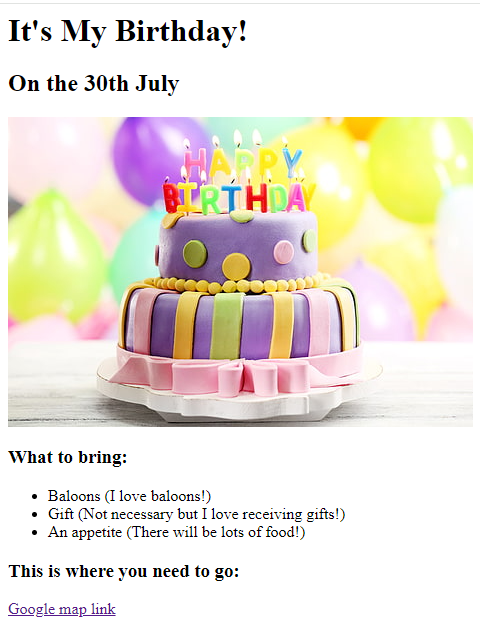 It's My Birthday!
On the 30th July
HAPPY
BIRTHDAY
What to bring:
Baloons (I love baloons!)
Gift (Not necessary but I love receiving gifts!)
An appetite (There will be lots of food!)
This is where you need to go:
Google map link